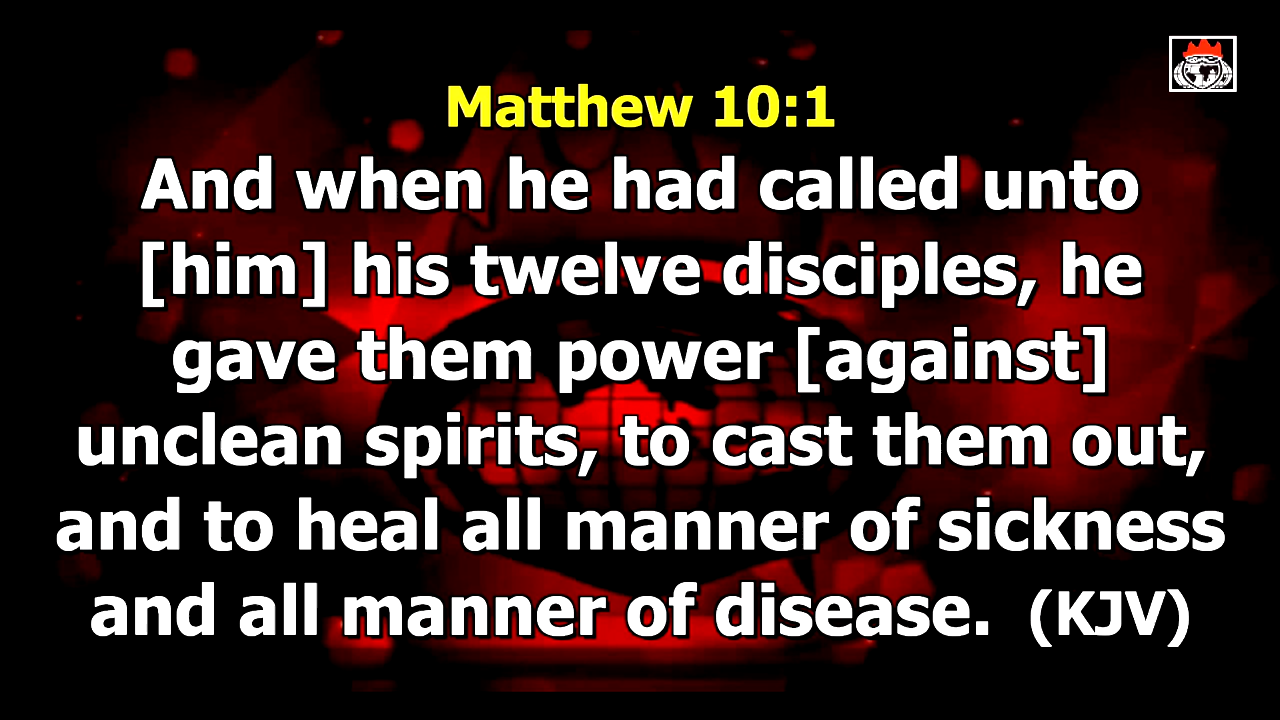 Matthew 10:1
And when he had called unto
[him] his twelve disciples, he
gave them power [against]
unclean spirits, to cast them out,
and to heal all manner of sickness
and all manner of disease. (KJV)